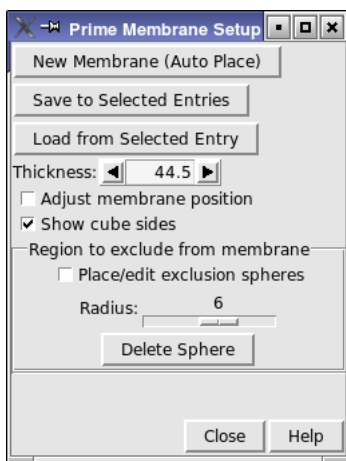 Prime Membrane Setup
New Membrane (Auto Place)
Save to Selected Entries
Load from Selected Entry
Thickness: 44.5
Adjust membrane position
Show cube sides
Region to exclude from membrane
Place/edit exclusion spheres
6
Radius:
Delete Sphere
Close Help